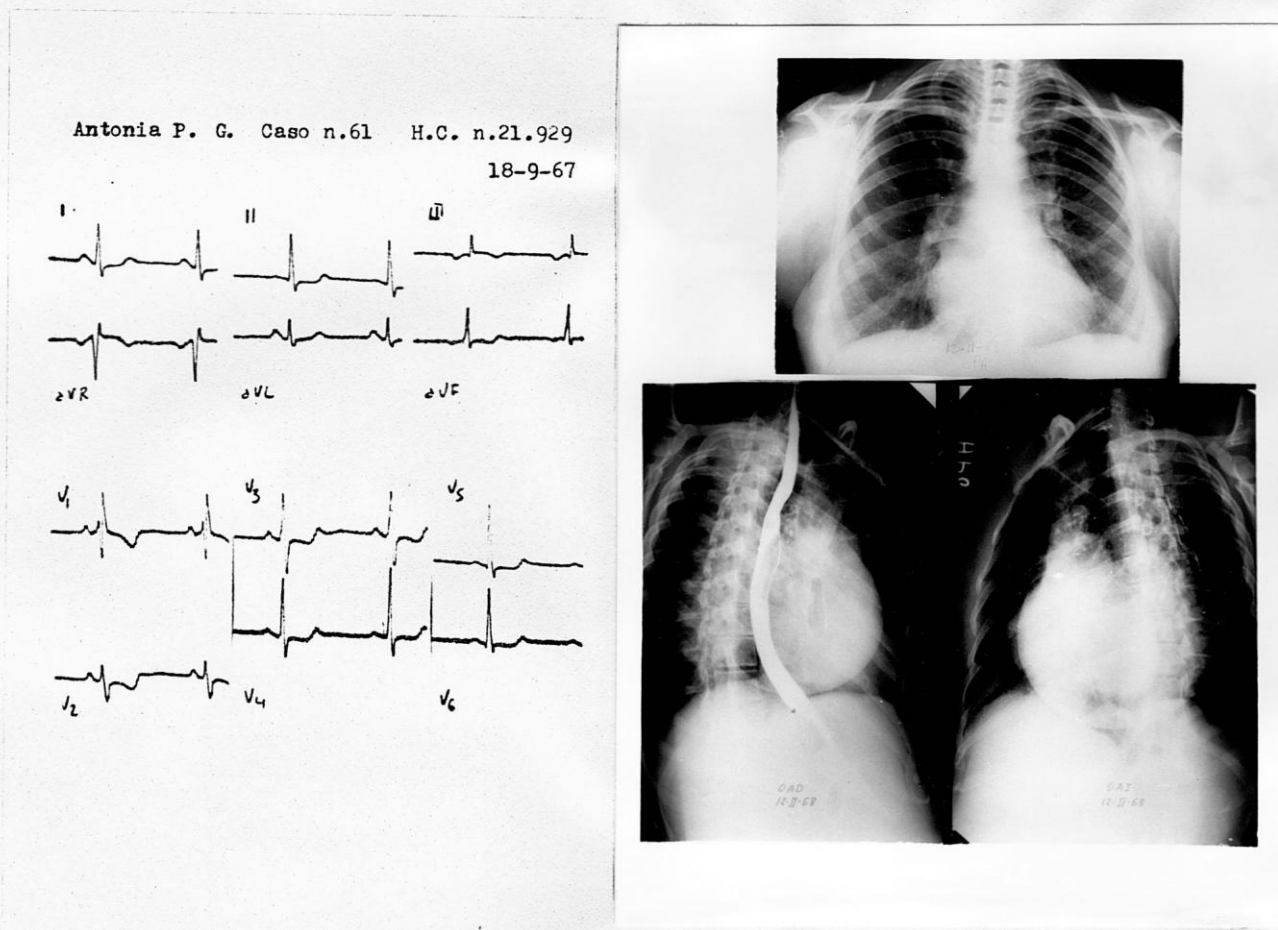 Antonia P. G. Caso n.61 H.C. n.21.929
18-9-67
I
II
III
aVR
aVL
aVF
V1
V3
V5
V2
V4
V6
OAD
12-II-68
OAI
12-II-68